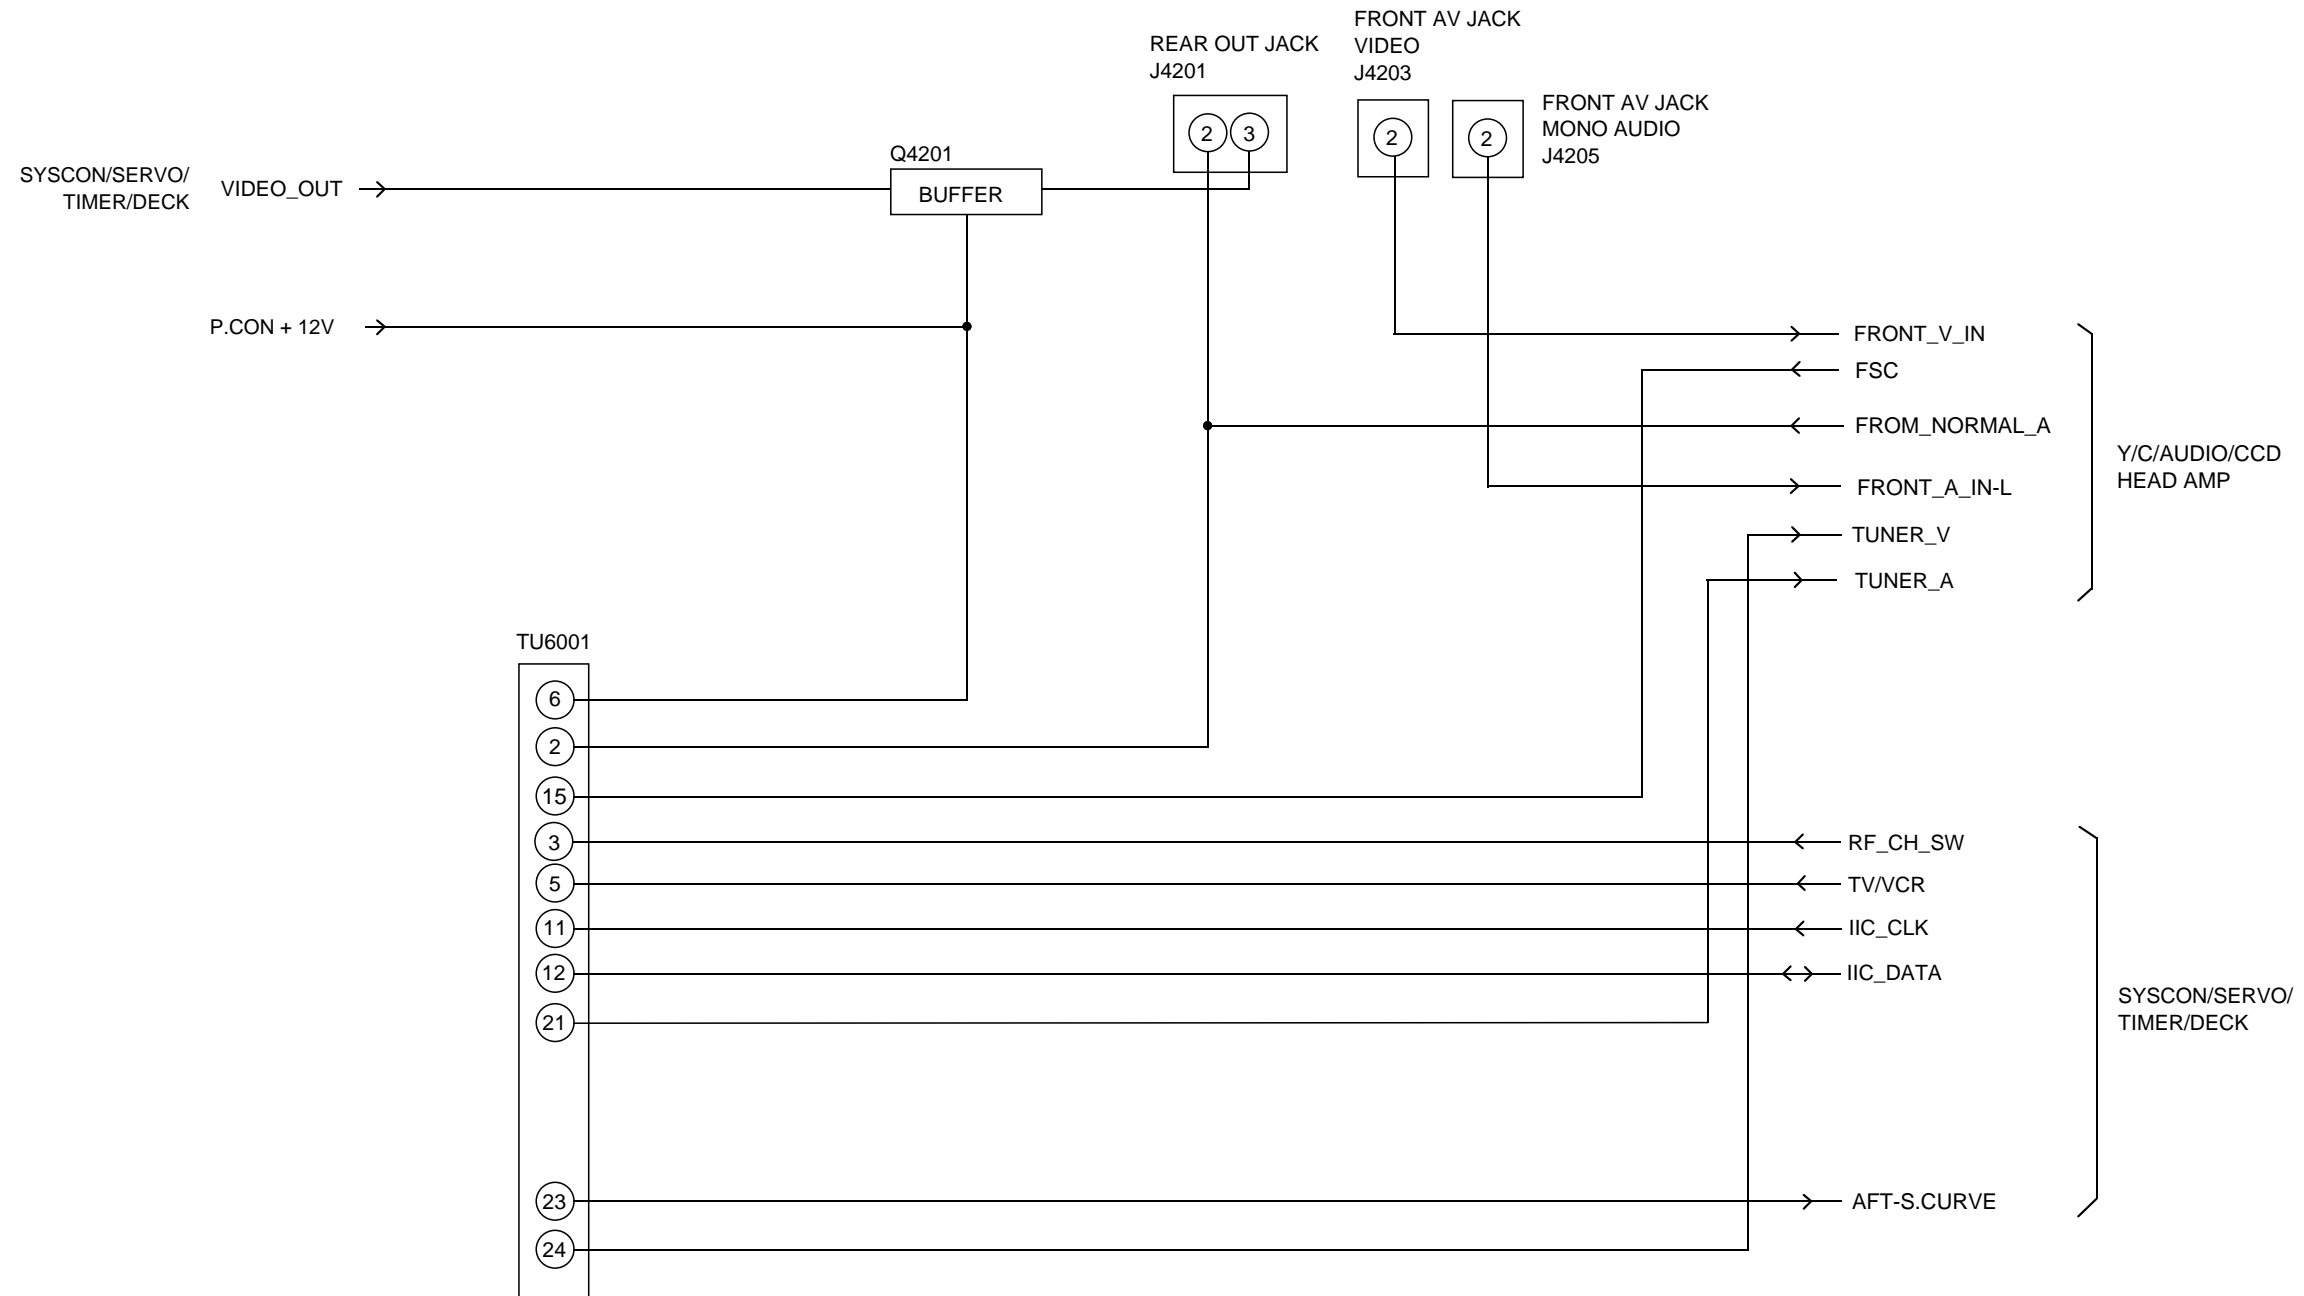 FRONT AV JACK
VIDEO
J4203
REAR OUT JACK
J4201
FRONT AV JACK
MONO AUDIO
J4205
2
3
2
2
Q4201
BUFFER
SYSCON/SERVO/
TIMER/DECK
VIDEO_OUT
P.CON + 12V
FRONT_V_IN
FSC
FROM_NORMAL_A
FRONT_A_IN-L
TUNER_V
TUNER_A
Y/C/AUDIO/CCD
HEAD AMP
TU6001
6
2
15
3
5
11
12
21
23
24
RF_CH_SW
TV/VCR
IIC_CLK
IIC_DATA
AFT-S.CURVE
SYSCON/SERVO/
TIMER/DECK